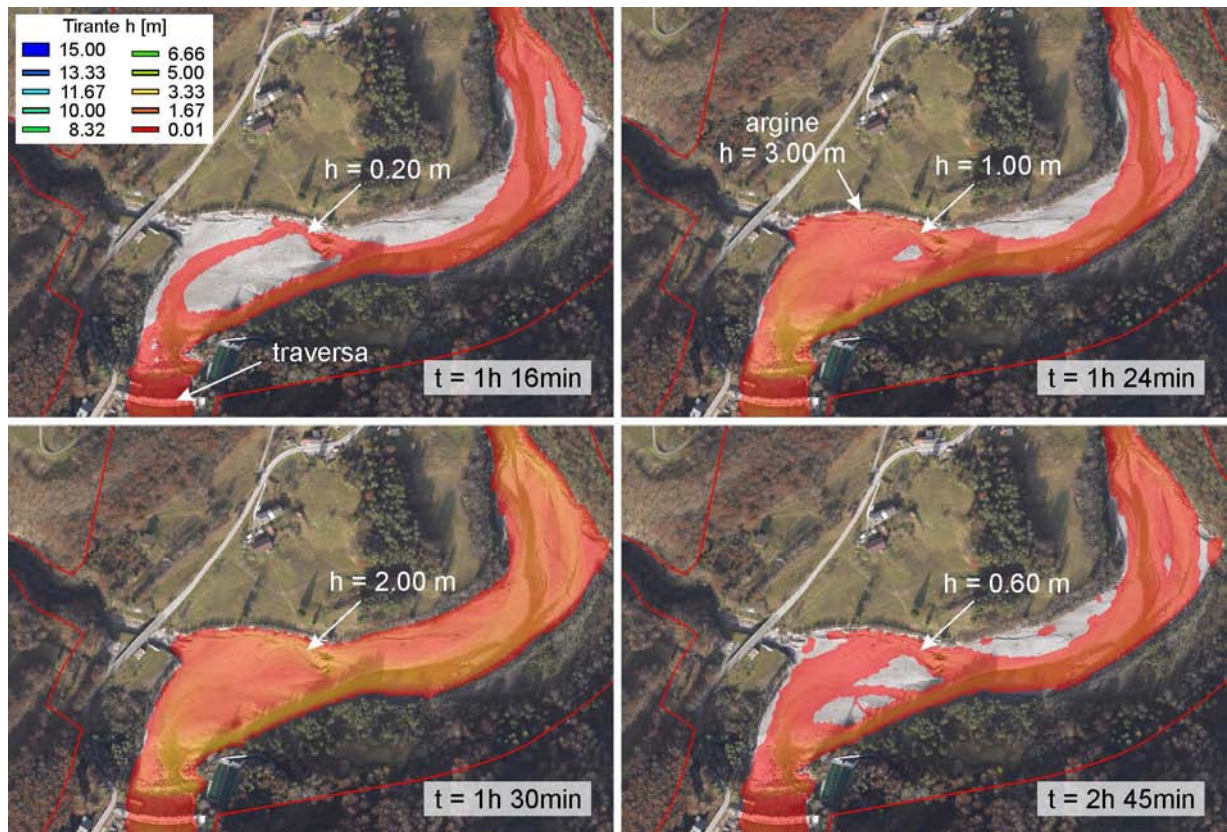 Tirante h [m]
15.00 6.66
13.33 5.00
11.67 3.33
10.00 1.67
8.32 0.01
h = 0.20 m
traversa
t = 1h 16min
argine
h = 3.00 m
h = 1.00 m
t = 1h 24min
h = 2.00 m
t = 1h 30min
h = 0.60 m
t = 2h 45min